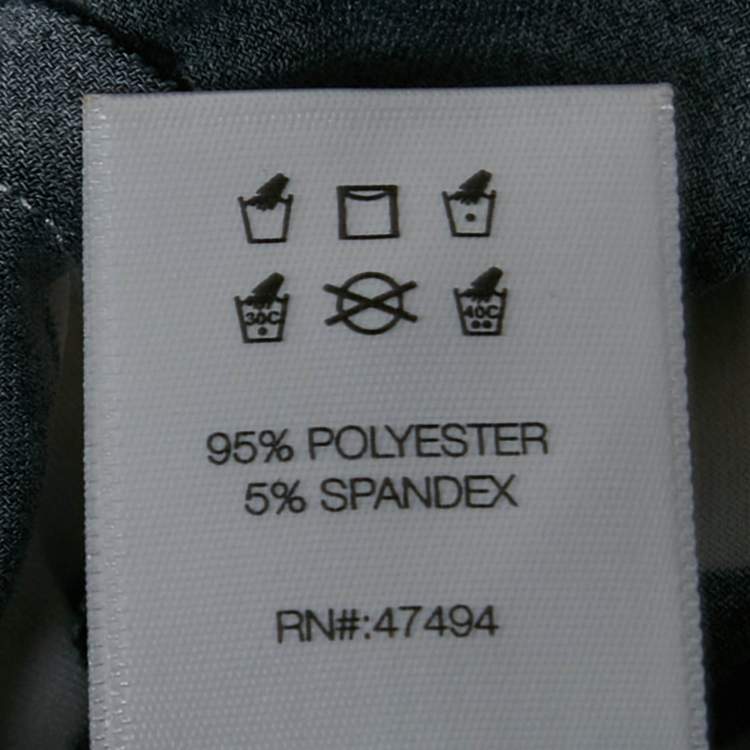 30C 40C
95% POLYESTER
5% SPANDEX
RN#:47494